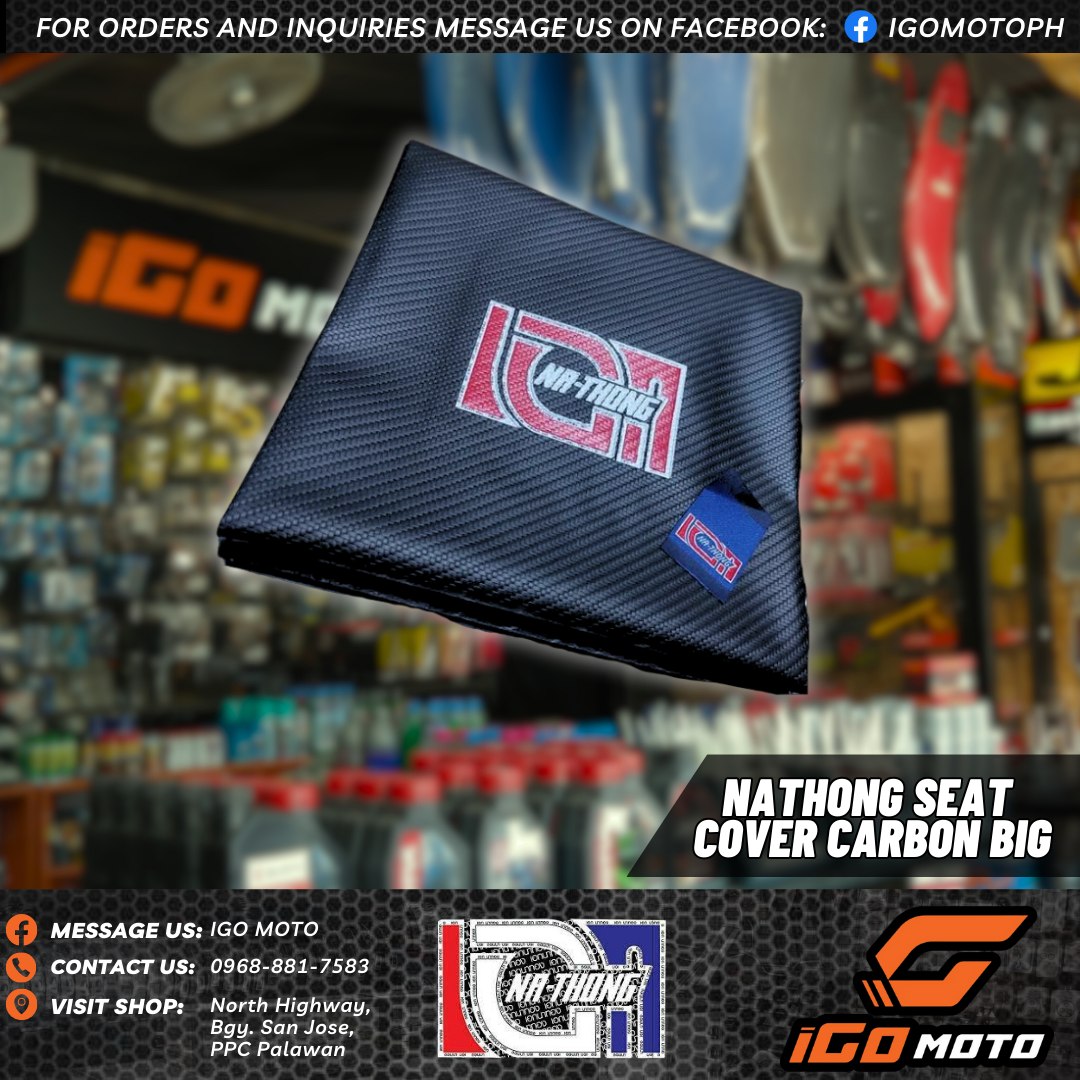 FOR ORDERS AND INQUIRIES MESSAGE US ON FACEBOOK: IGOMOTOPH
iGO MO
NA-THONG
NA-THONG
NATHONG SEAT
COVER CARBON BIG
MESSAGE US: IGO MOTO
CONTACT US: 0968-881-7583
VISIT SHOP: North Highway,
Bgy. San Jose,
PPC Palawan
NA-THONG
iGO MOTO